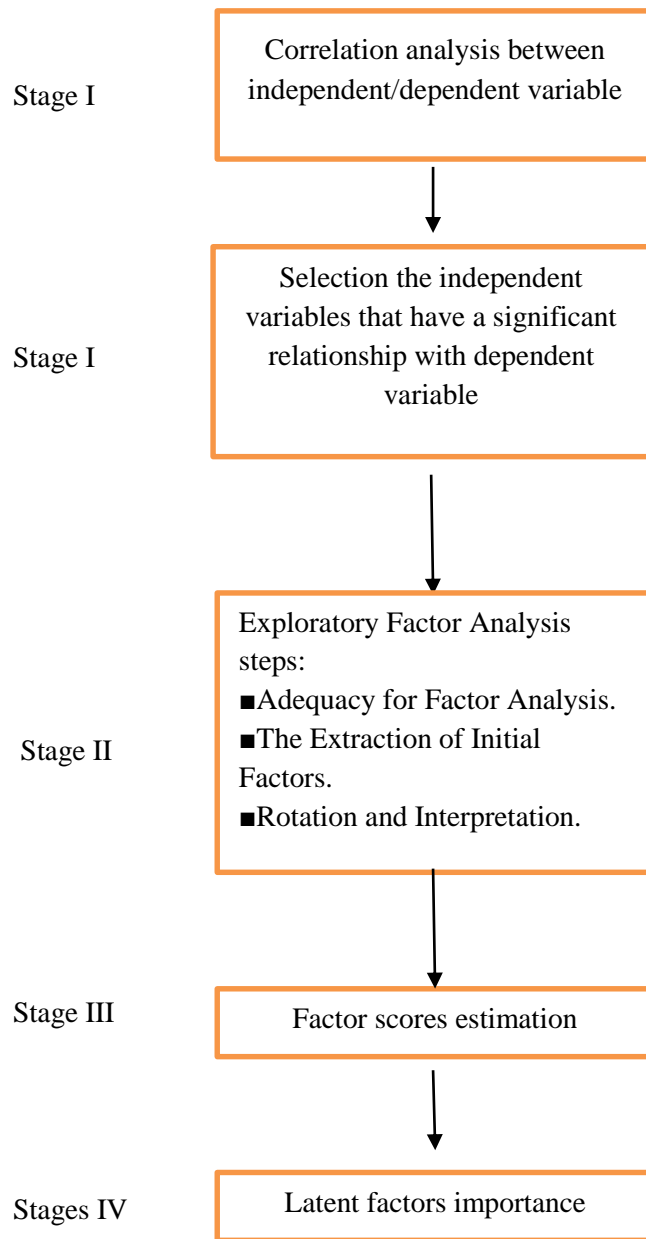 Correlation analysis between
independent/dependent variable
Stage I
Selection the independent
variables that have a significant
relationship with dependent
variable
Stage I
Exploratory Factor Analysis
steps:
■Adequacy for Factor Analysis.
■The Extraction of Initial
Factors.
■Rotation and Interpretation.
Stage II
Stage III
Factor scores estimation
Stages IV
Latent factors importance